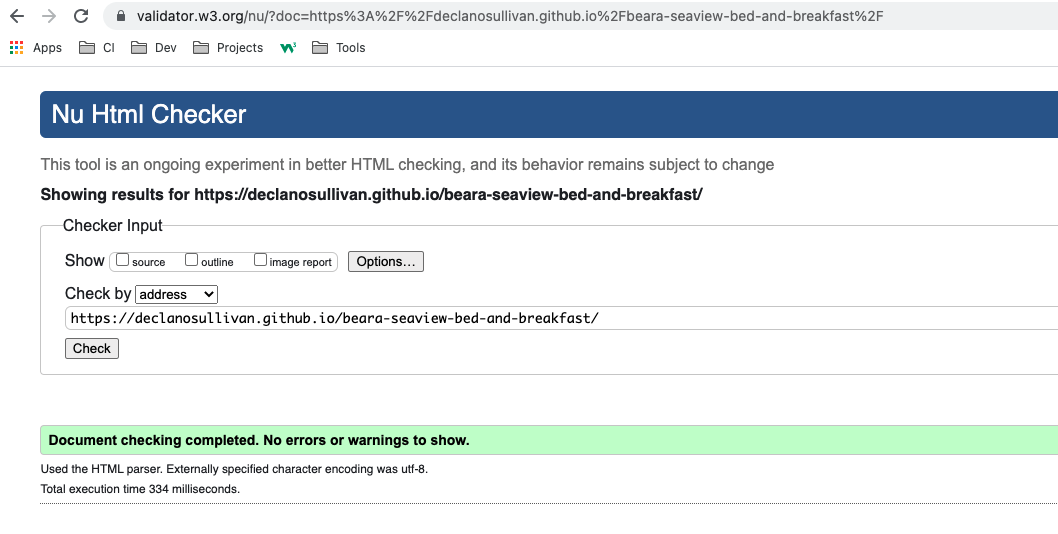 validator.w3.org/nu/?doc=https%3A%2F%2Fdeclanosullivan.github.io%2Fbeara-seaview-bed-and-breakfast%2F
Apps CI Dev Projects W3 Tools
Nu Html Checker
This tool is an ongoing experiment in better HTML checking, and its behavior remains subject to change
Showing results for https://declanosullivan.github.io/beara-seaview-bed-and-breakfast/
Checker Input
Show source outline image report Options...
Check by address
https://declanosullivan.github.io/beara-seaview-bed-and-breakfast/
Check
Document checking completed. No errors or warnings to show.
Used the HTML parser. Externally specified character encoding was utf-8.
Total execution time 334 milliseconds.